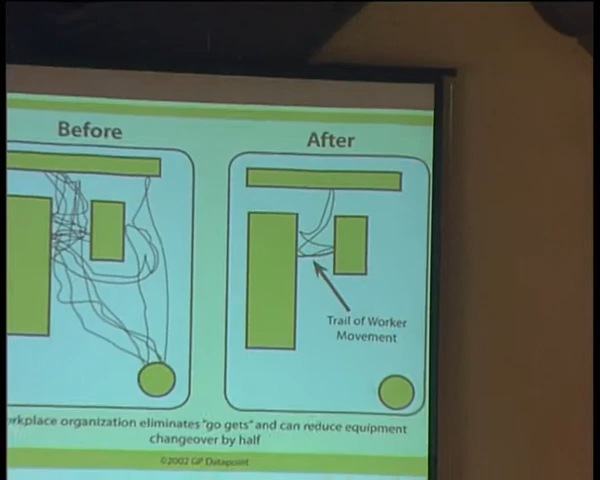 Before
After
Trail of Worker
Movement
rkplace organization eliminates "go gets" and can reduce equipment
changeover by half
©2002 GP Datapoint